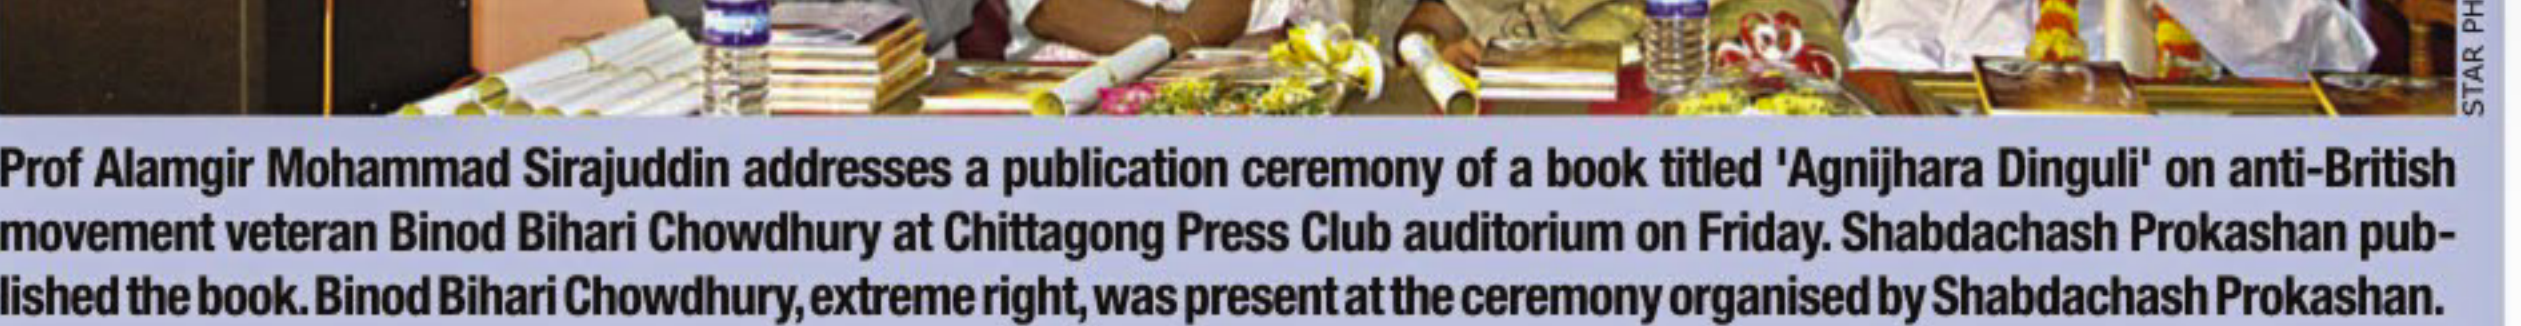 STAR PH
Prof Alamgir Mohammad Sirajuddin addresses a publication ceremony of a book titled 'Agnijhara Dinguli' on anti-British
movement veteran Binod Bihari Chowdhury at Chittagong Press Club auditorium on Friday. Shabdachash Prokashan pub-
lished the book. Binod Bihari Chowdhury, extreme right, was present at the ceremony organised by Shabdachash Prokashan.